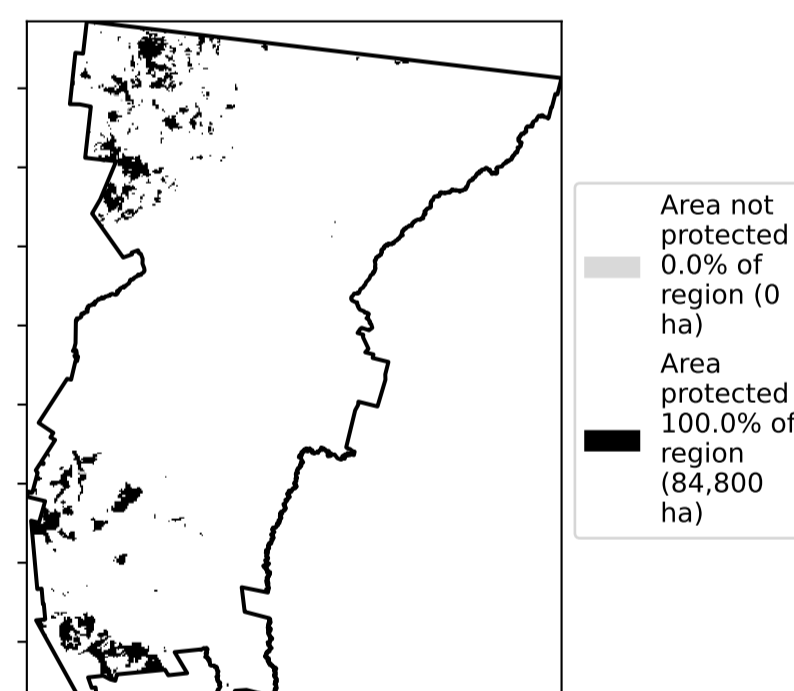 Area not
protected
0.0% of
region (0
ha)
Area
protected
100.0% of
region
(84,800
ha)